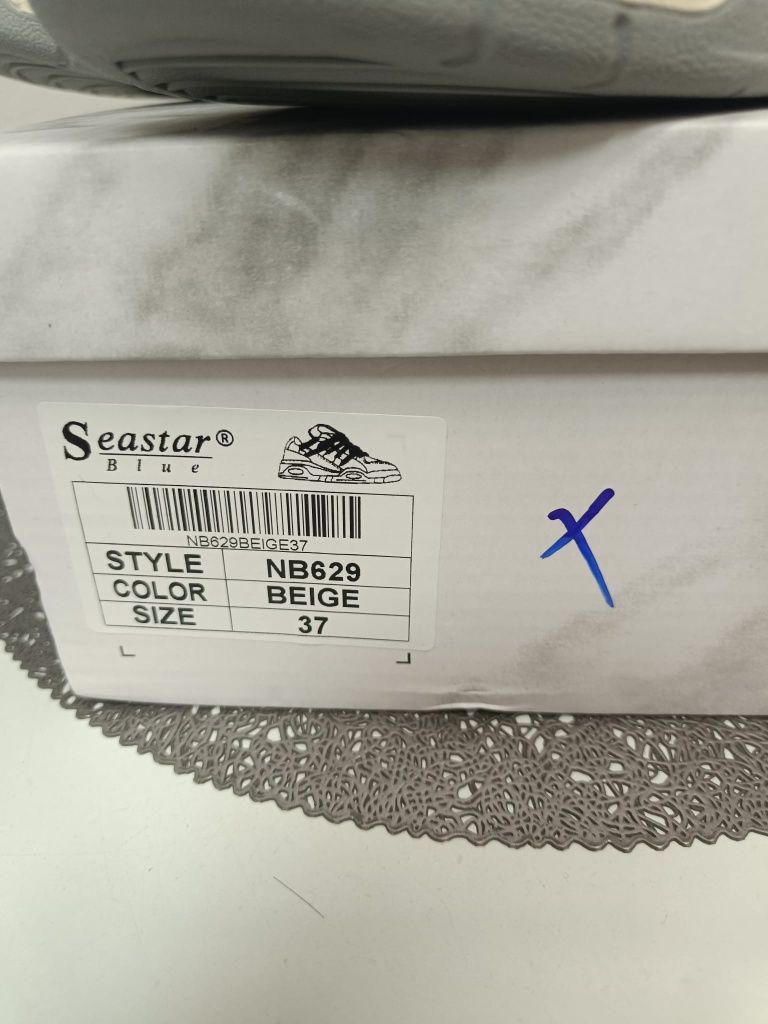 Seastar®
Blue
NB629BEIGE37
STYLE NB629
COLOR BEIGE
SIZE 37